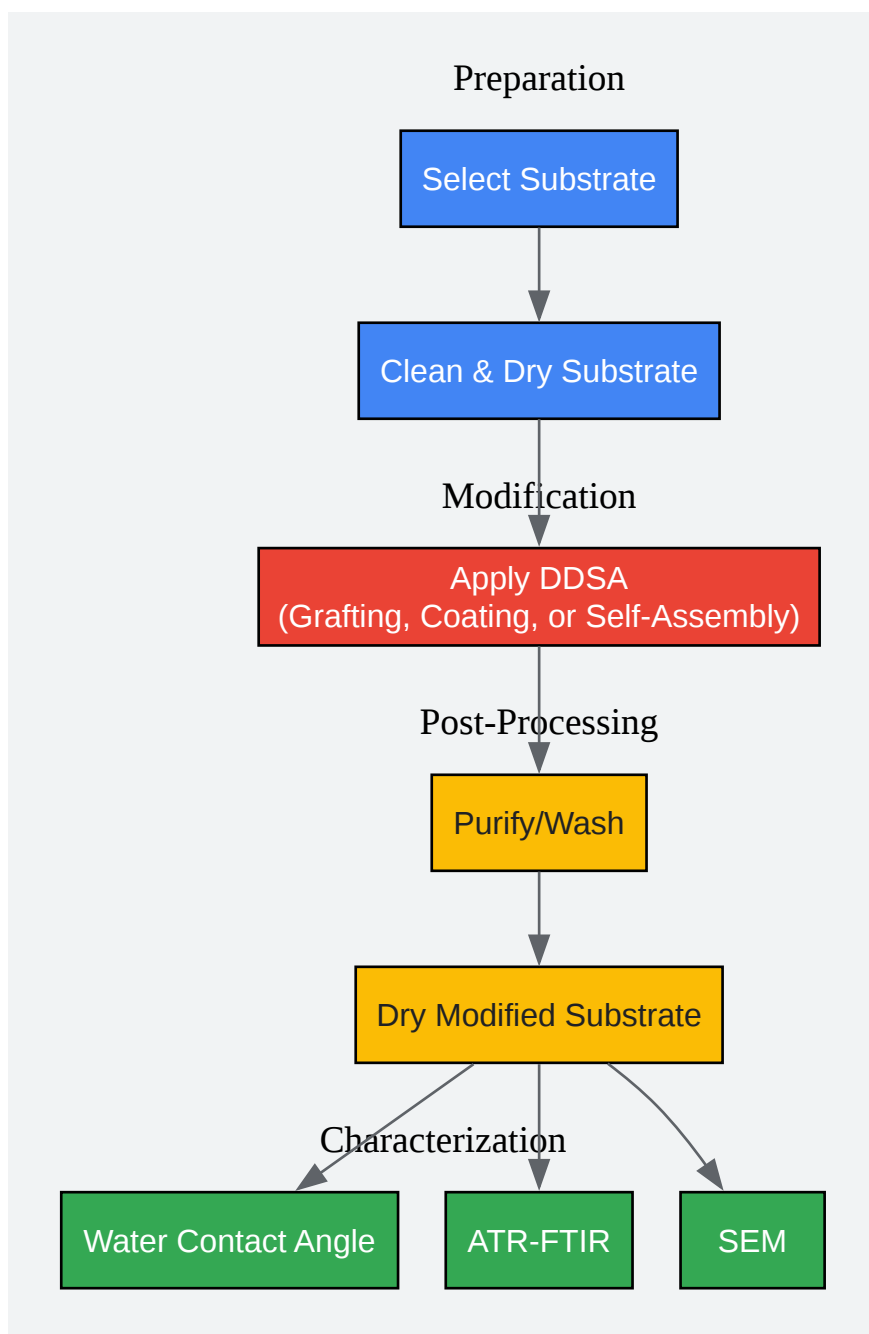 Preparation
Select Substrate
Clean & Dry Substrate
Modification
Apply DDSA
(Grafting, Coating, or Self-Assembly)
Post-Processing
Purify/Wash
Dry Modified Substrate
Characterization
Water Contact Angle
ATR-FTIR
SEM